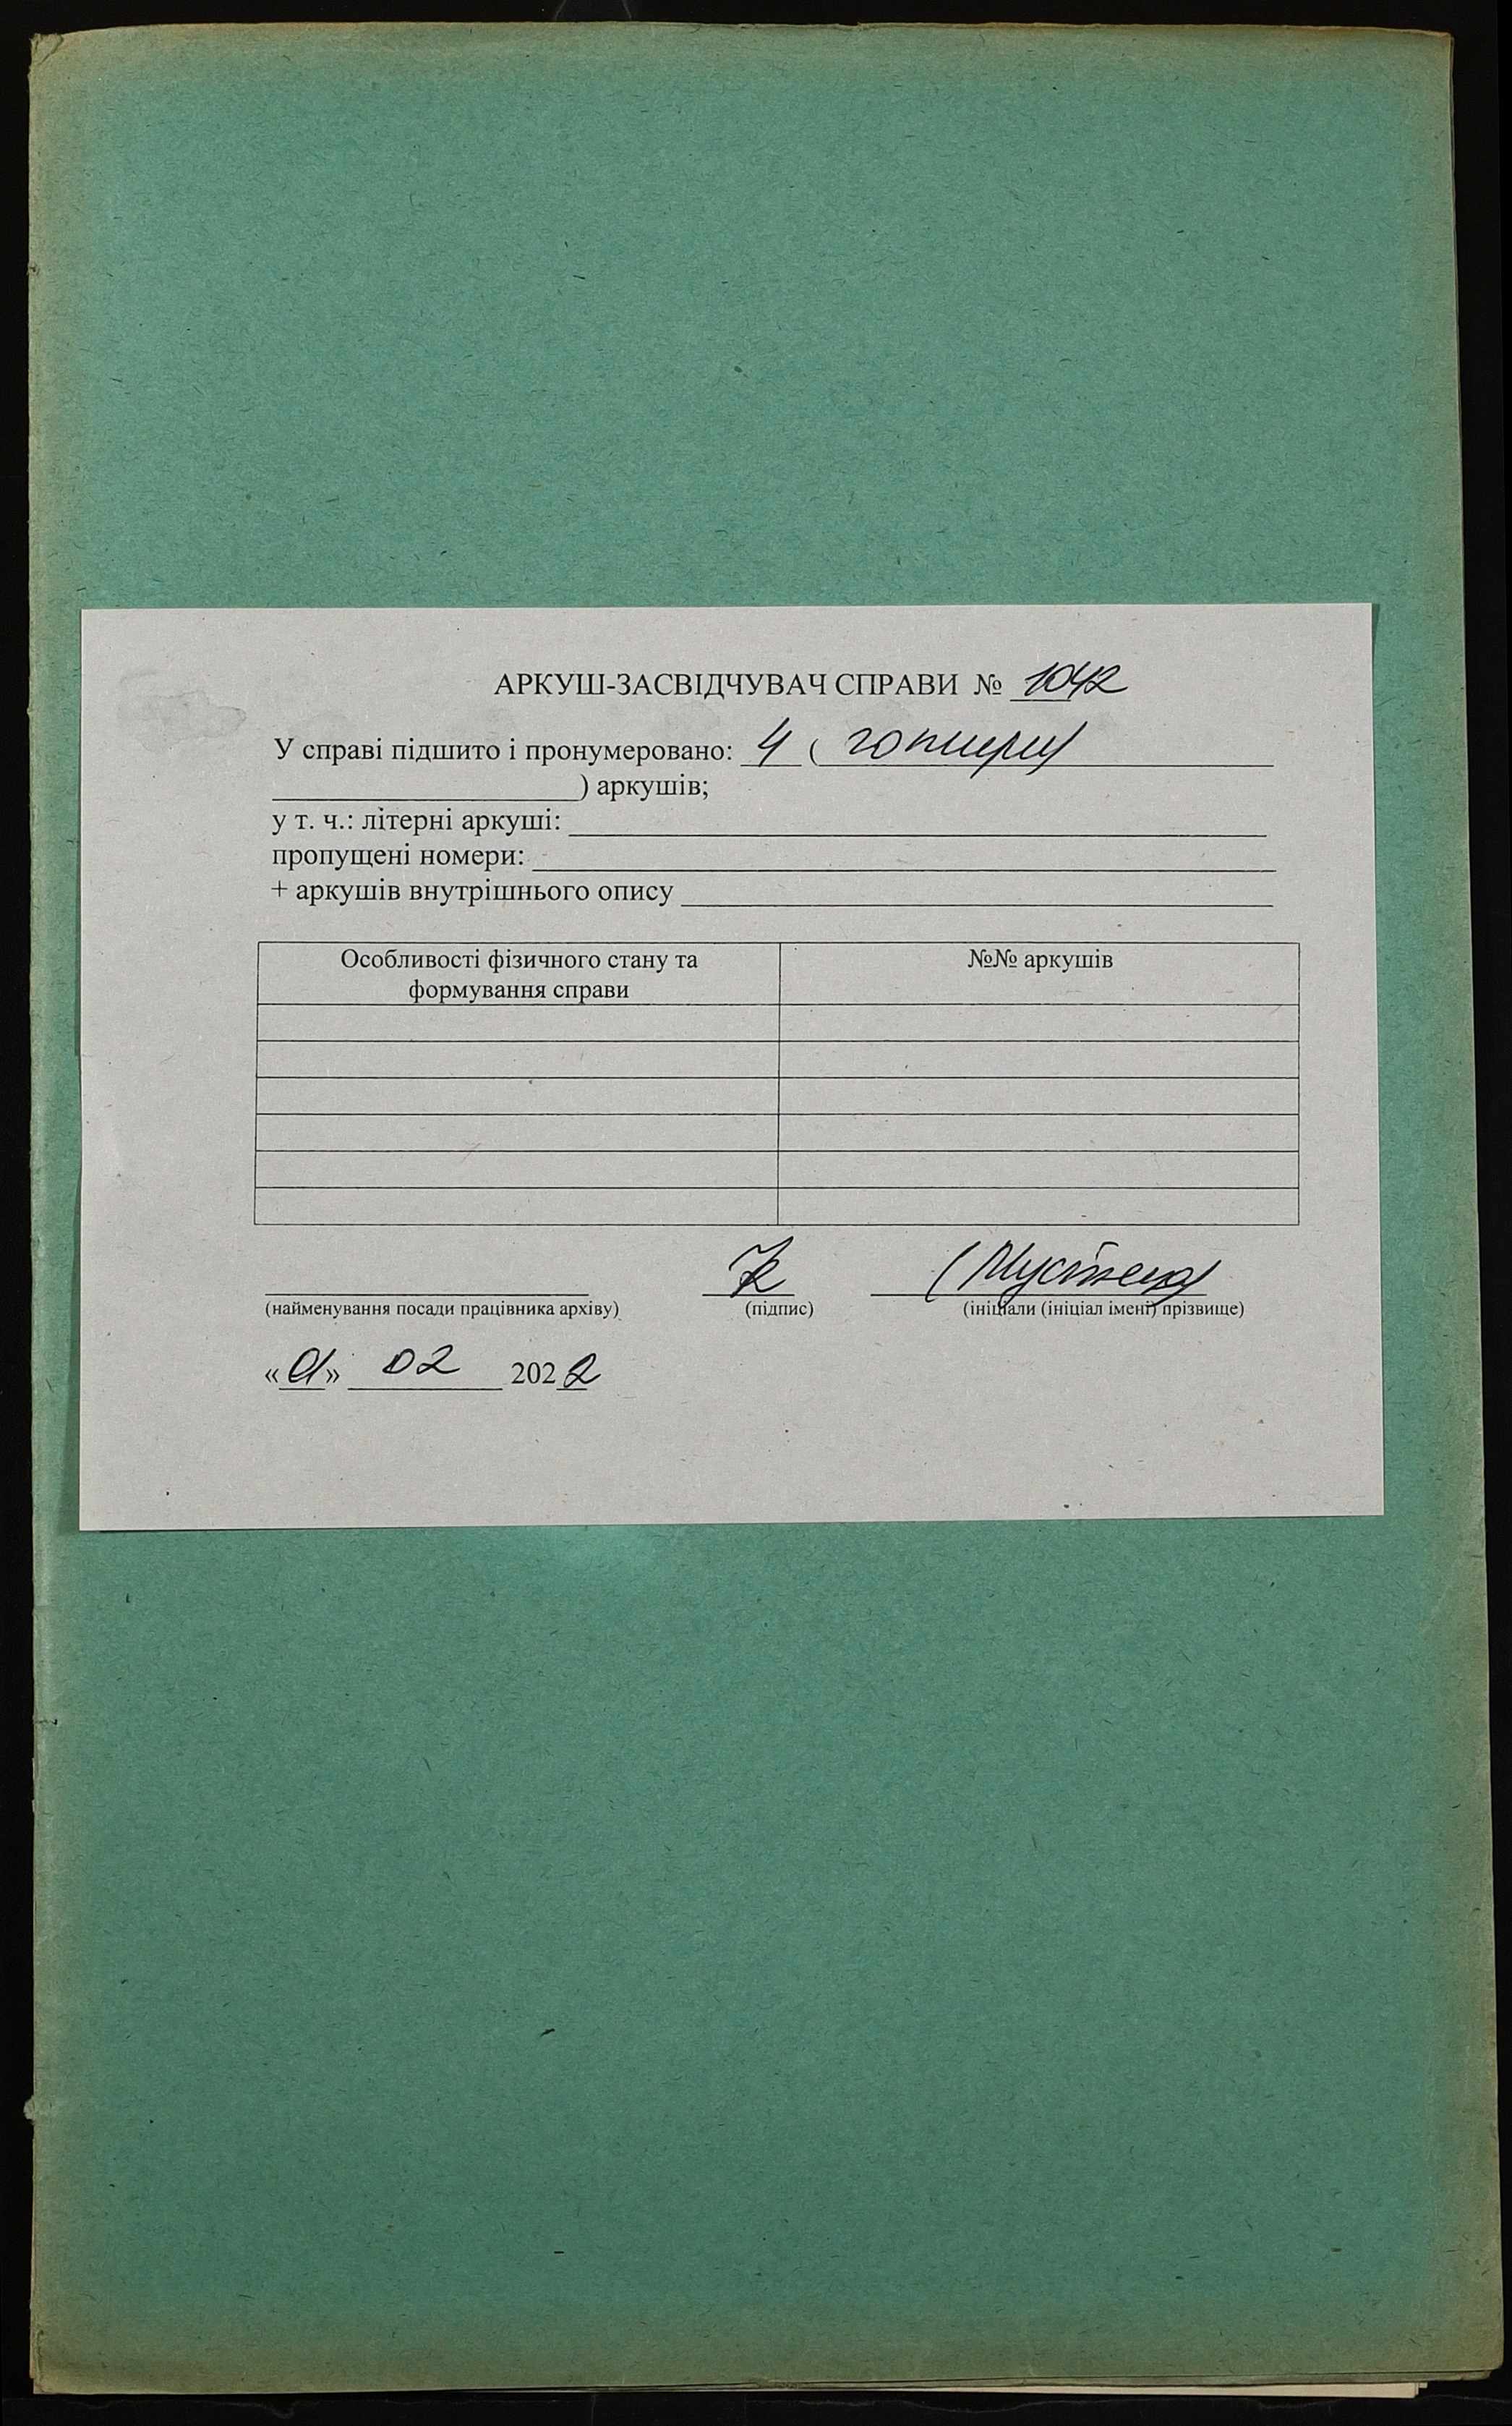 АРКУШ-ЗАСВІДЧУВАЧ СПРАВИ № 1042
У справі підшито і пронумеровано: 4 ( чотири
) аркушів;
у т. ч.: літерні аркуші:
пропущені номери:
+ аркушів внутрішнього опису
Особливості фізичного стану та
формування справи
№№ аркушів
(найменування посади працівника архіву)
(підпис)
(ініціали (ініціал імені) прізвище)
02 2022